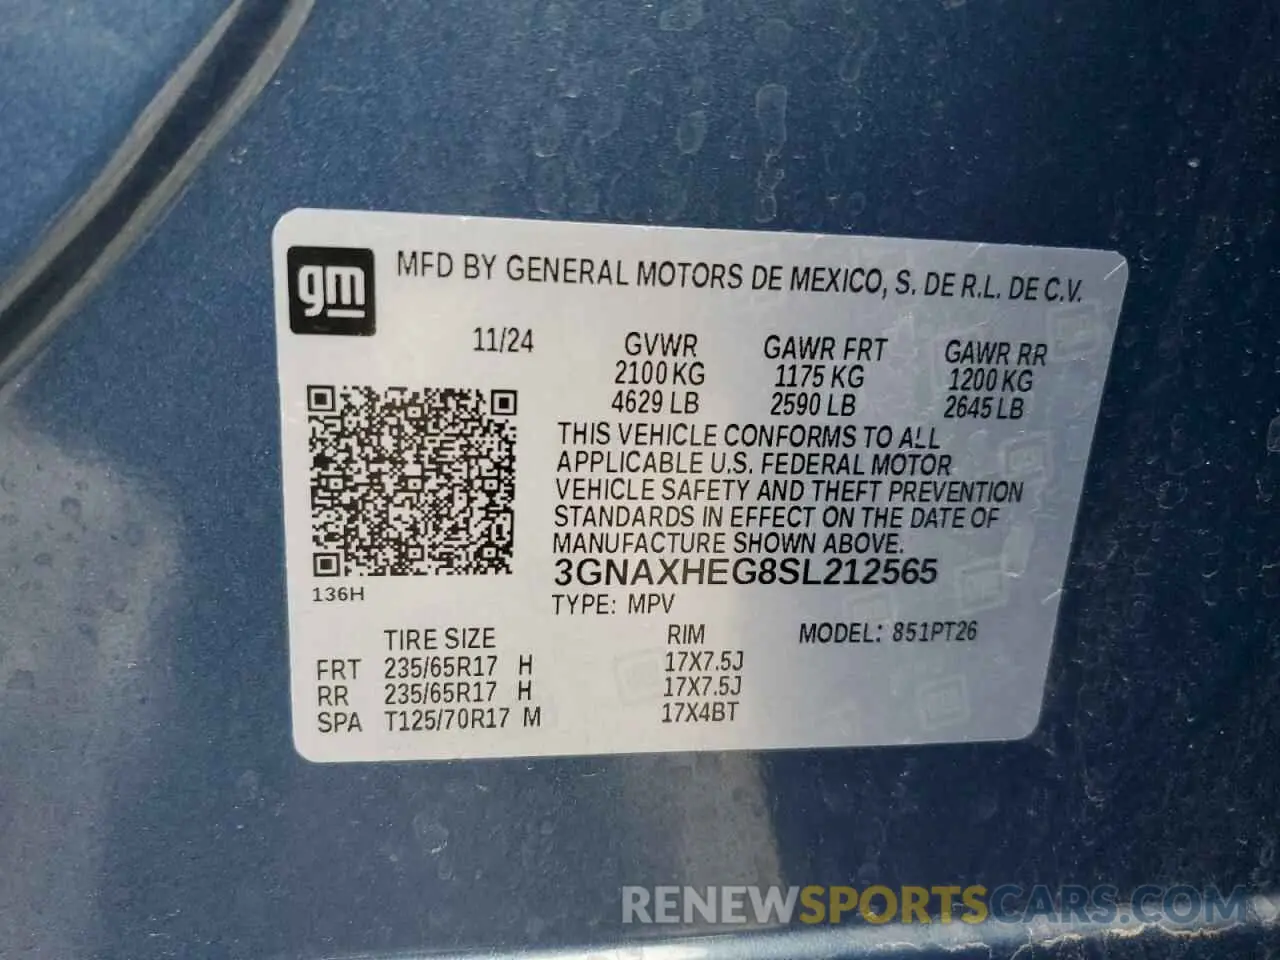 gm
MFD BY GENERAL MOTORS DE MEXICO, S. DE R.L. DE C.V.
11/24 GVWR GAWR FRT GAWR RR
2100 KG 1175 KG 1200 KG
4629 LB 2590 LB 2645 LB
THIS VEHICLE CONFORMS TO ALL
APPLICABLE U.S. FEDERAL MOTOR
VEHICLE SAFETY AND THEFT PREVENTION
STANDARDS IN EFFECT ON THE DATE OF
MANUFACTURE SHOWN ABOVE.
3GNAXHEG8SL212565
136H
TYPE: MPV
TIRE SIZE RIM MODEL: 851PT26
FRT 235/65R17 H 17X7.5J
RR 235/65R17 H 17X7.5J
SPA T125/70R17 M 17X4BT
RENEWSPORTSCARS.COM